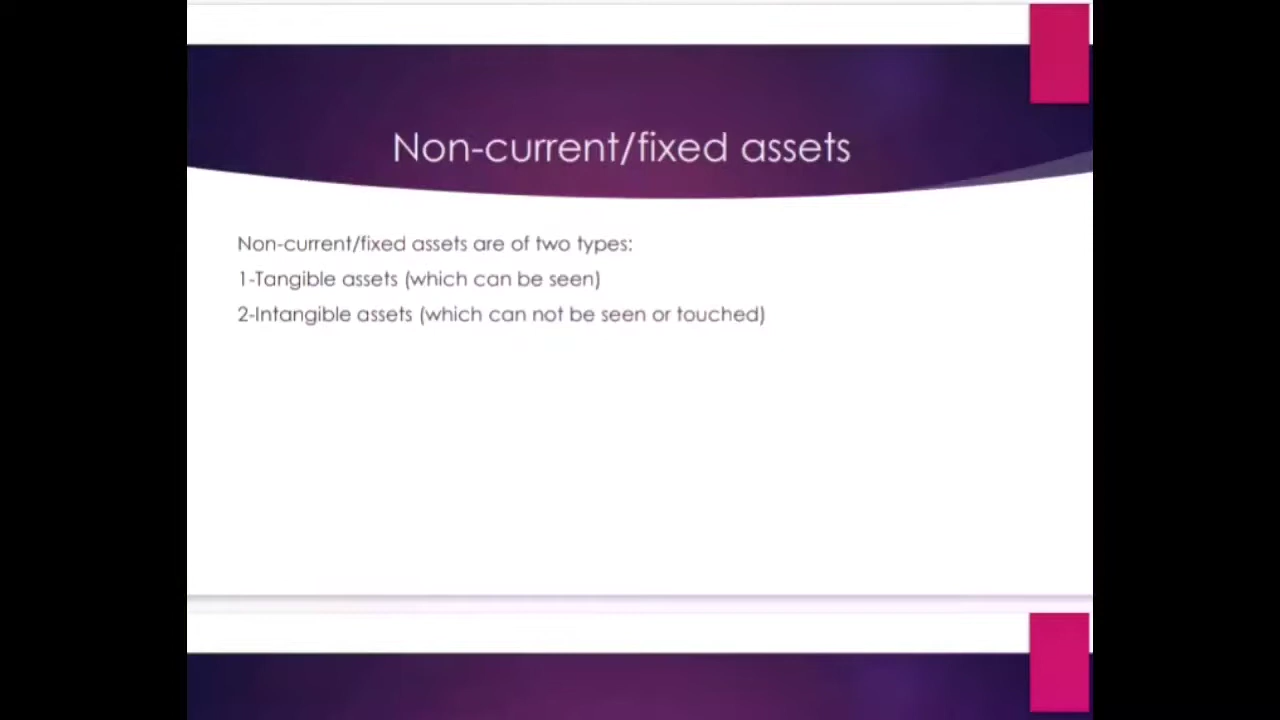 Non-current/fixed assets
Non-current/fixed assets are of two types:
1-Tangible assets (which can be seen)
2-Intangible assets (which can not be seen or touched)